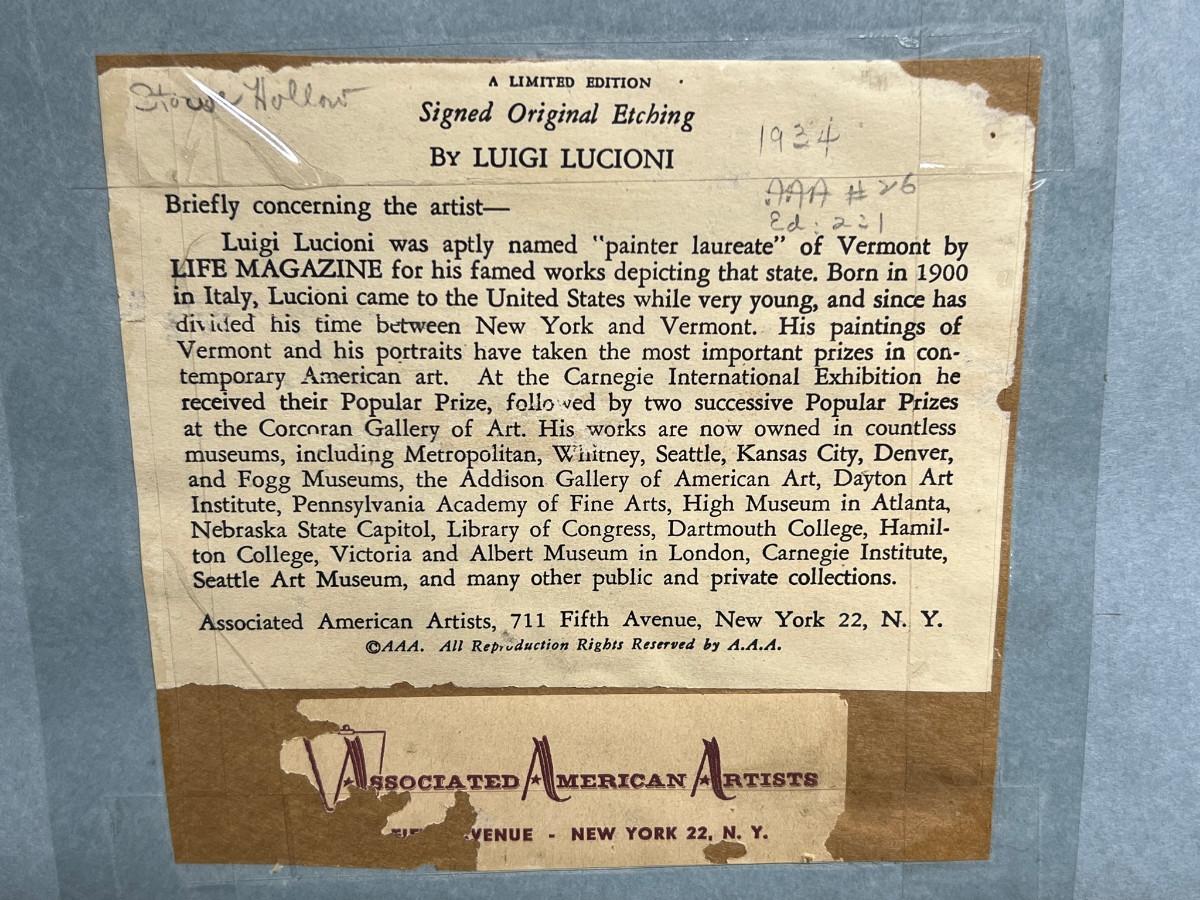 Stowe Hollow
A LIMITED EDITION
Signed Original Etching
BY LUIGI LUCIONI
1934
AAA # 26
Ed: 221
Briefly concerning the artist—
Luigi Lucioni was aptly named "painter laureate" of Vermont by
LIFE MAGAZINE for his famed works depicting that state. Born in 1900
in Italy, Lucioni came to the United States while very young, and since has
divided his time between New York and Vermont. His paintings of
Vermont and his portraits have taken the most important prizes in con-
temporary American art. At the Carnegie International Exhibition he
received their Popular Prize, followed by two successive Popular Prizes
at the Corcoran Gallery of Art. His works are now owned in countless
museums, including Metropolitan, Whitney, Seattle, Kansas City, Denver,
and Fogg Museums, the Addison Gallery of American Art, Dayton Art
Institute, Pennsylvania Academy of Fine Arts, High Museum in Atlanta,
Nebraska State Capitol, Library of Congress, Dartmouth College, Hamil-
ton College, Victoria and Albert Museum in London, Carnegie Institute,
Seattle Art Museum, and many other public and private collections.
Associated American Artists, 711 Fifth Avenue, New York 22, N. Y.
©AAA. All Reproduction Rights Reserved by A.A.A.
ASSOCIATED AMERICAN ARTISTS
AVENUE - NEW YORK 22, N. Y.